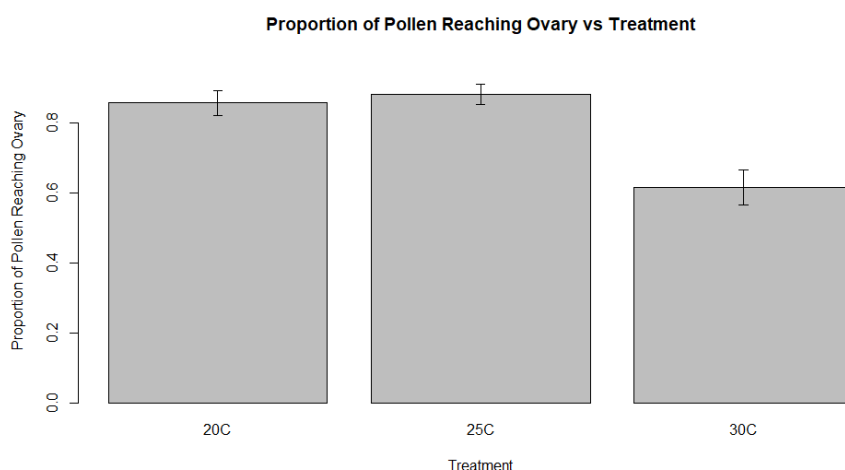 Proportion of Pollen Reaching Ovary vs Treatment
Proportion of Pollen Reaching Ovary
0.8
0.6
0.4
0.2
0.0
20C 25C 30C
Treatment